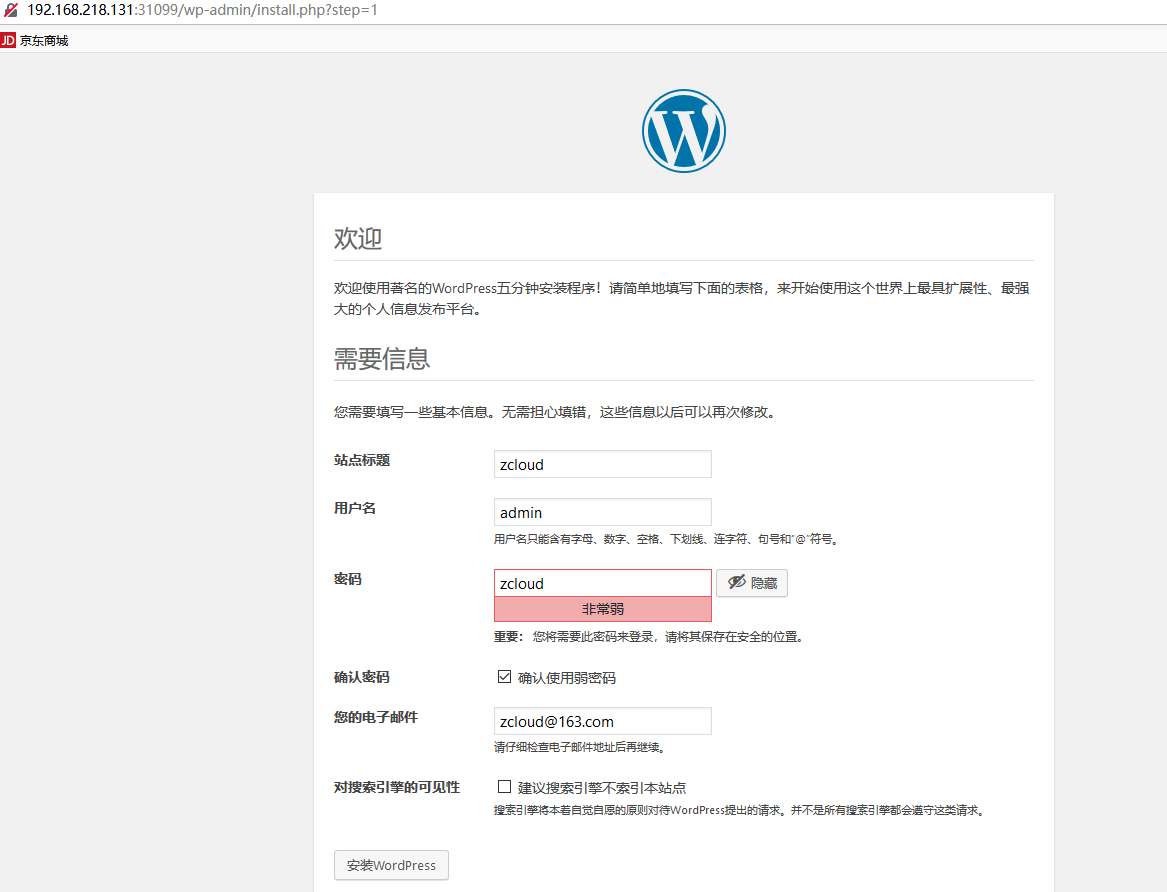 192.168.218.131:31099/wp-admin/install.php?step=1
JD 京东商城
W
欢迎
欢迎使用著名的WordPress五分钟安装程序！请简单地填写下面的表格，来开始使用这个世界上最具扩展性、最强
大的个人信息发布平台。
需要信息
您需要填写一些基本信息。无需担心填错，这些信息以后可以再次修改。
站点标题 zcloud
用户名 admin
用户名只能含有字母、数字、空格、下划线、连字符、句号和“@”符号。
密码 zcloud 隐藏
非常弱
重要： 您将需要此密码来登录，请将其保存在安全的位置。
确认密码 确认使用弱密码
您的电子邮件 zcloud@163.com
请仔细检查电子邮件地址后再继续。
对搜索引擎的可见性 建议搜索引擎不索引本站点
搜索引擎将本着自觉自愿的原则对待WordPress提出的请求。并不是所有搜索引擎都会遵守这类请求。
安装WordPress